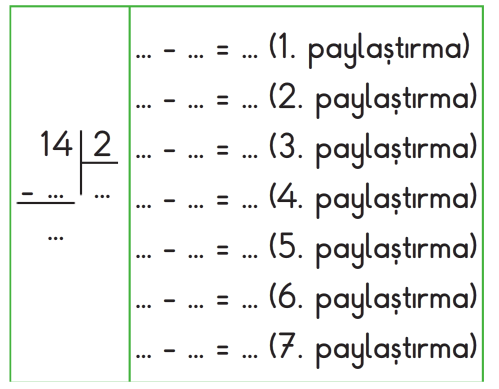 14 2
- ... ...
...
... - ... = ... (1. paylaştırma)
... - ... = ... (2. paylaştırma)
... - ... = ... (3. paylaştırma)
... - ... = ... (4. paylaştırma)
... - ... = ... (5. paylaştırma)
... - ... = ... (6. paylaştırma)
... - ... = ... (7. paylaştırma)